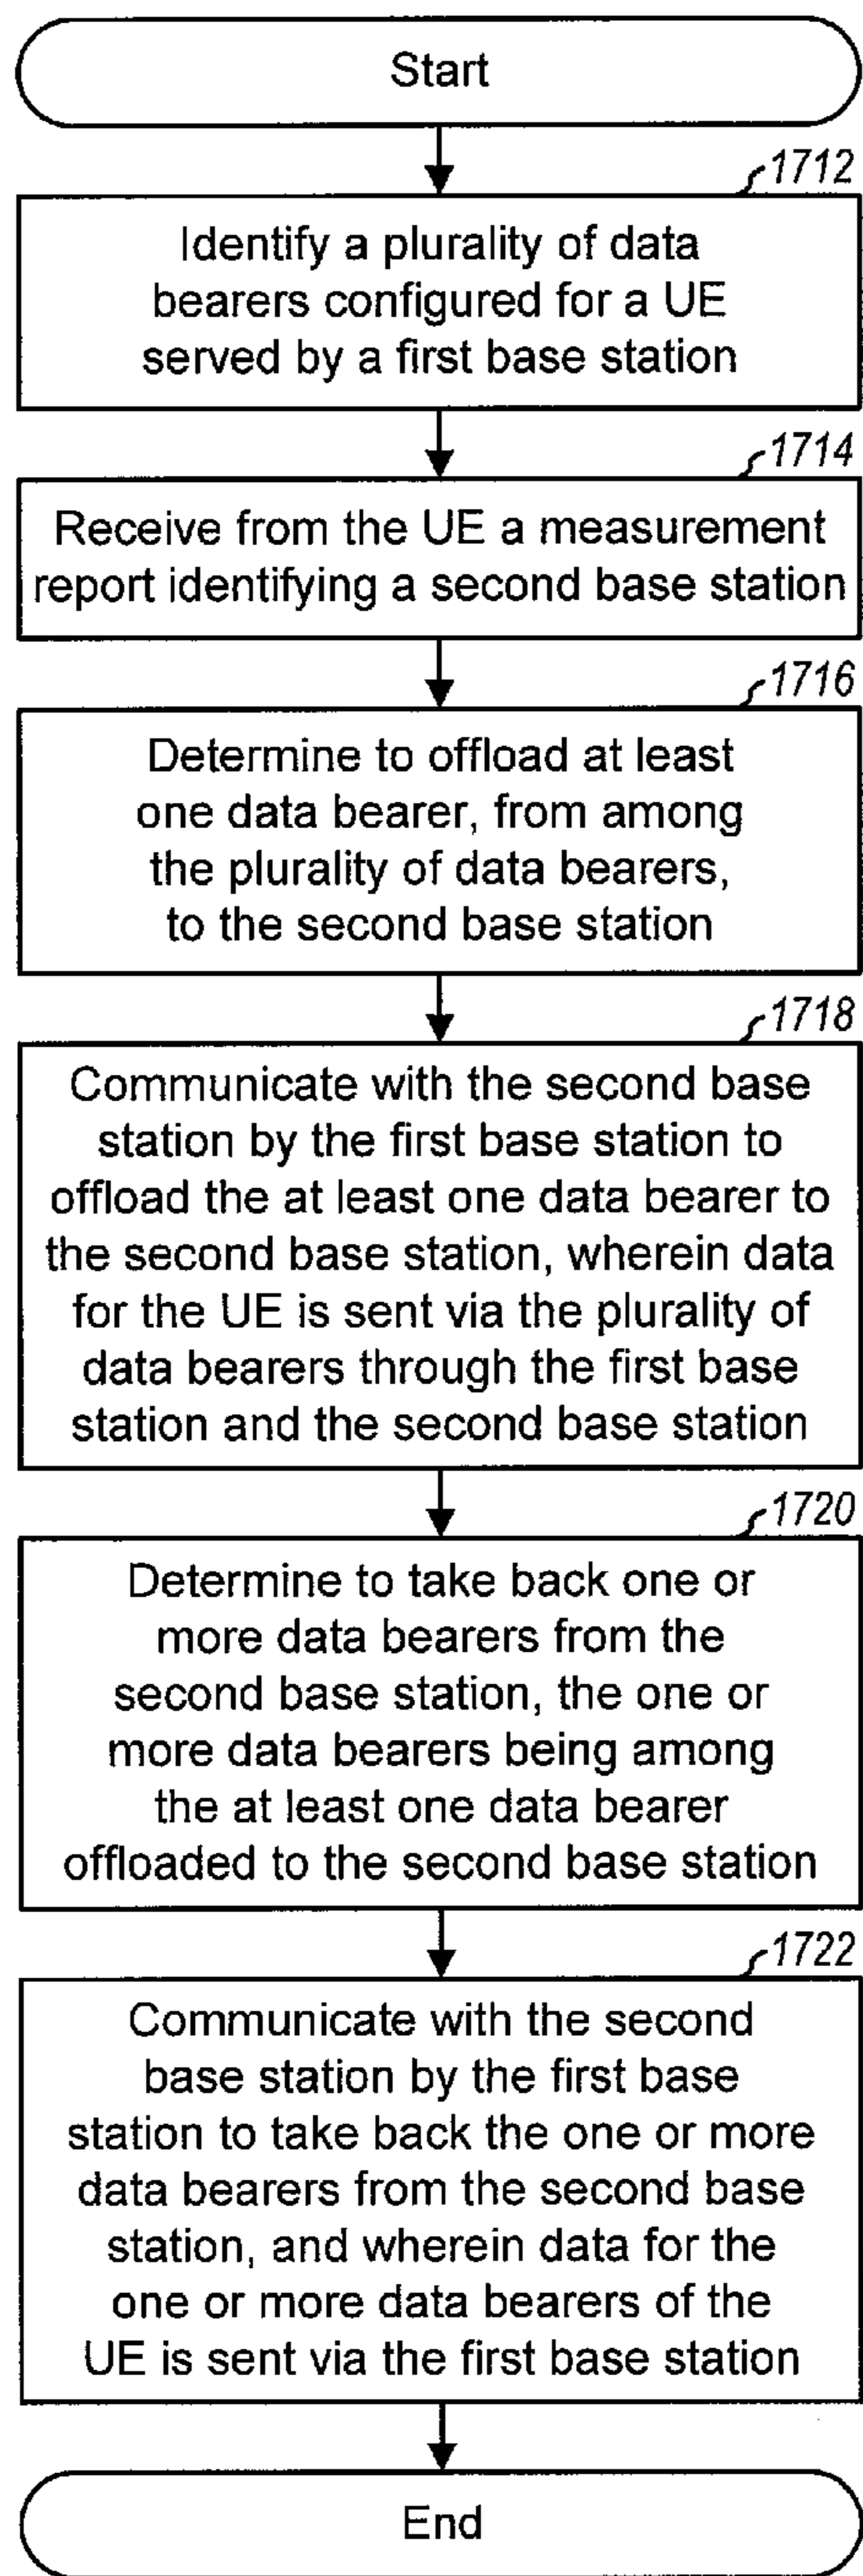 Start
1712
Identify a plurality of data
bearers configured for a UE
served by a first base station
1714
Receive from the UE a measurement
report identifying a second base station
1716
Determine to offload at least
one data bearer, from among
the plurality of data bearers,
to the second base station
1718
Communicate with the second base
station by the first base station to
offload the at least one data bearer to
the second base station, wherein data
for the UE is sent via the plurality of
data bearers through the first base
station and the second base station
1720
Determine to take back one or
more data bearers from the
second base station, the one or
more data bearers being among
the at least one data bearer
offloaded to the second base station
1722
Communicate with the second
base station by the first base
station to take back the one or more
data bearers from the second base
station, and wherein data for the
one or more data bearers of the
UE is sent via the first base station
End